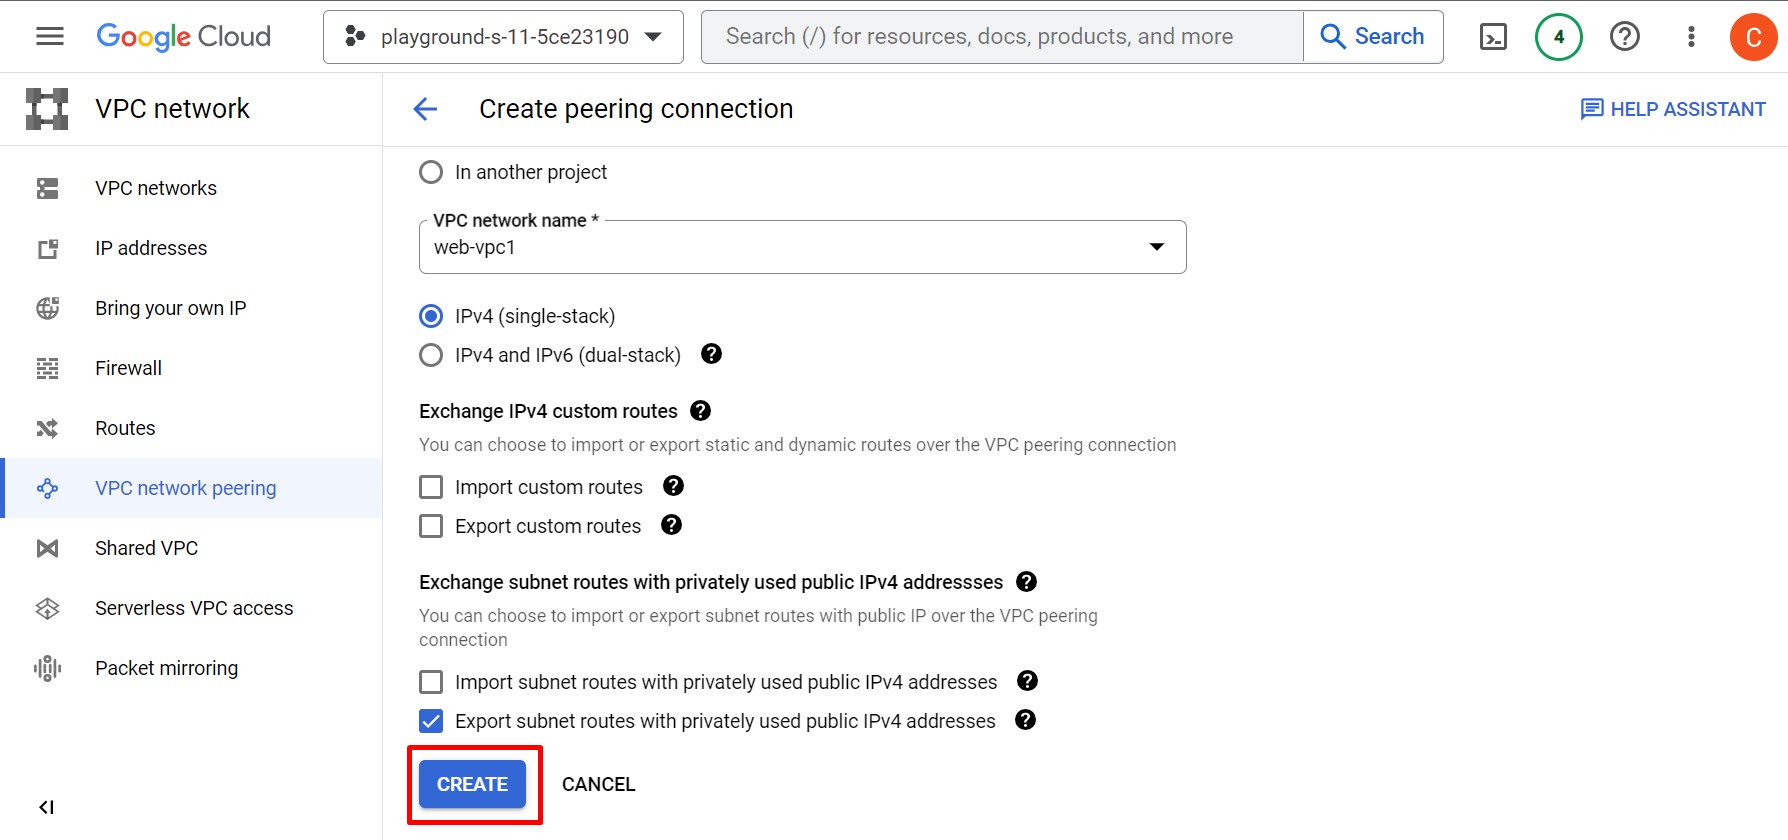 Google Cloud
playground-s-11-5ce23190
Search (/) for resources, docs, products, and more
Search
4
C
VPC network
Create peering connection
HELP ASSISTANT
VPC networks
IP addresses
Bring your own IP
Firewall
Routes
VPC network peering
Shared VPC
Serverless VPC access
Packet mirroring
In another project
VPC network name *
web-vpc1
IPv4 (single-stack)
IPv4 and IPv6 (dual-stack)
Exchange IPv4 custom routes
You can choose to import or export static and dynamic routes over the VPC peering connection
Import custom routes
Export custom routes
Exchange subnet routes with privately used public IPv4 addressses
You can choose to import or export subnet routes with public IP over the VPC peering
connection
Import subnet routes with privately used public IPv4 addresses
Export subnet routes with privately used public IPv4 addresses
CREATE
CANCEL